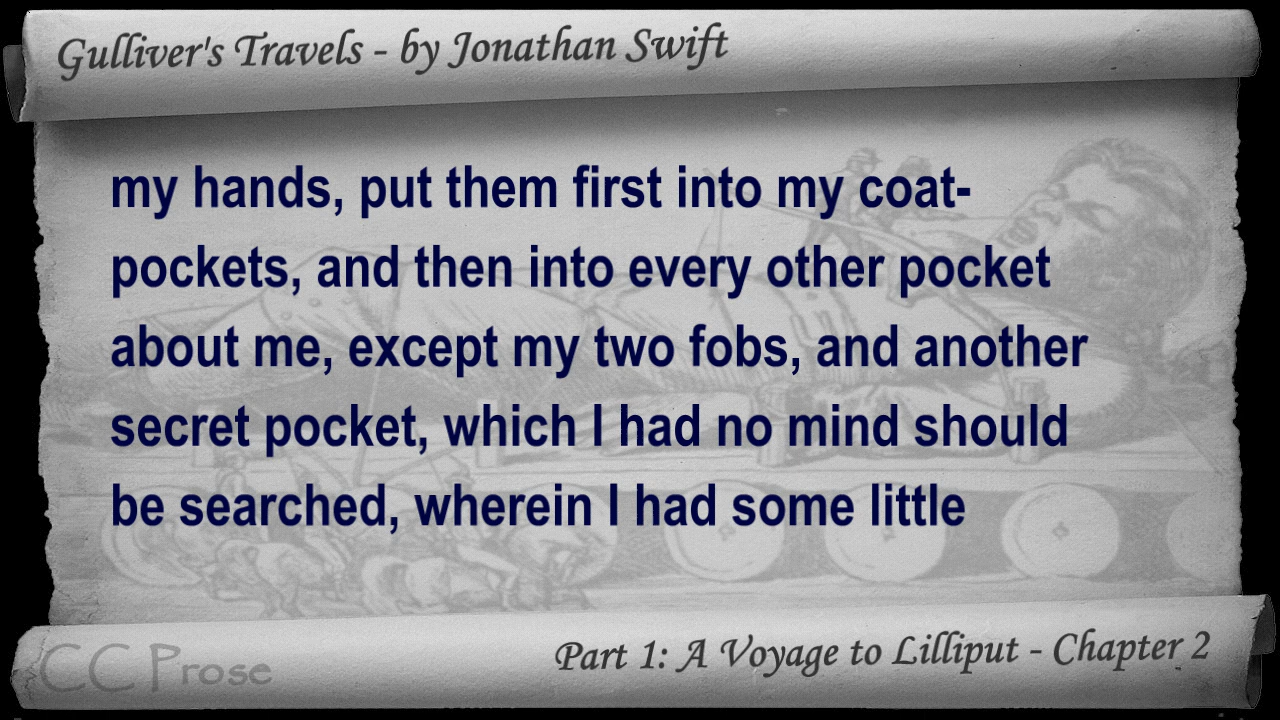 Gulliver's Travels - by Jonathan Swift
my hands, put them first into my coat-
pockets, and then into every other pocket
about me, except my two fobs, and another
secret pocket, which I had no mind should
be searched, wherein I had some little
CC Prose
Part 1: A Voyage to Lilliput - Chapter 2